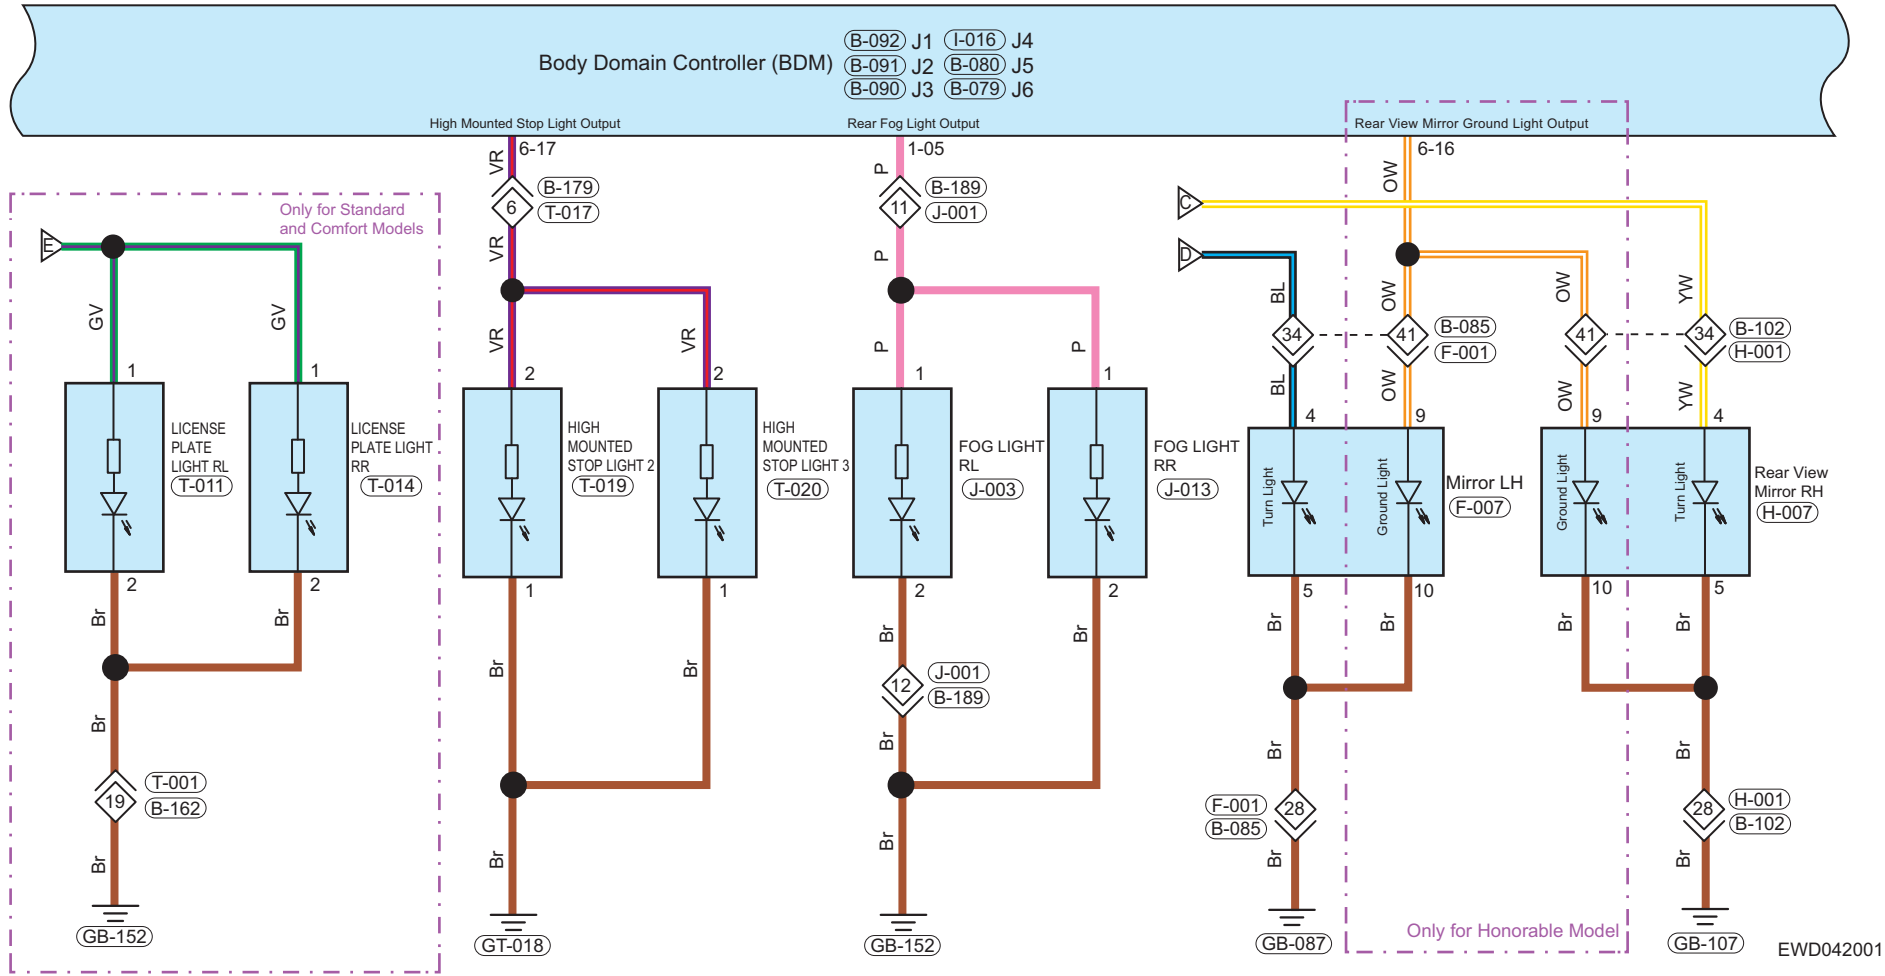 Body Domain Controller (BDM)
B-092 J1 I-016 J4
B-091 J2 B-080 J5
B-090 J3 B-079 J6
High Mounted Stop Light Output
Rear Fog Light Output
Rear View Mirror Ground Light Output
6-17
1-05
6-16
VR
P
OW
B-179
6
T-017
B-189
11
J-001
C
Only for Standard
and Comfort Models
E
D
VR
P
GV
GV
VR
VR
P
P
BL
OW
OW
YW
34
41
B-085
F-001
41
34
B-102
H-001
BL
OW
OW
YW
1
1
2
2
1
1
4
9
9
4
LICENSE
PLATE
LIGHT RL
T-011
LICENSE
PLATE LIGHT
RR
T-014
HIGH
MOUNTED
STOP LIGHT 2
T-019
HIGH
MOUNTED
STOP LIGHT 3
T-020
FOG LIGHT
RL
J-003
FOG LIGHT
RR
J-013
Turn Light
Ground Light
Mirror LH
F-007
Ground Light
Turn Light
Rear View
Mirror RH
H-007
2
2
1
1
2
2
5
10
10
5
Br
Br
Br
Br
Br
Br
Br
Br
Br
Br
J-001
12
B-189
Br
Br
Br
Br
T-001
19
B-162
F-001
28
B-085
H-001
28
B-102
Br
Br
Br
Br
Br
GB-152
GT-018
GB-152
GB-087
Only for Honorable Model
GB-107
EWD042001